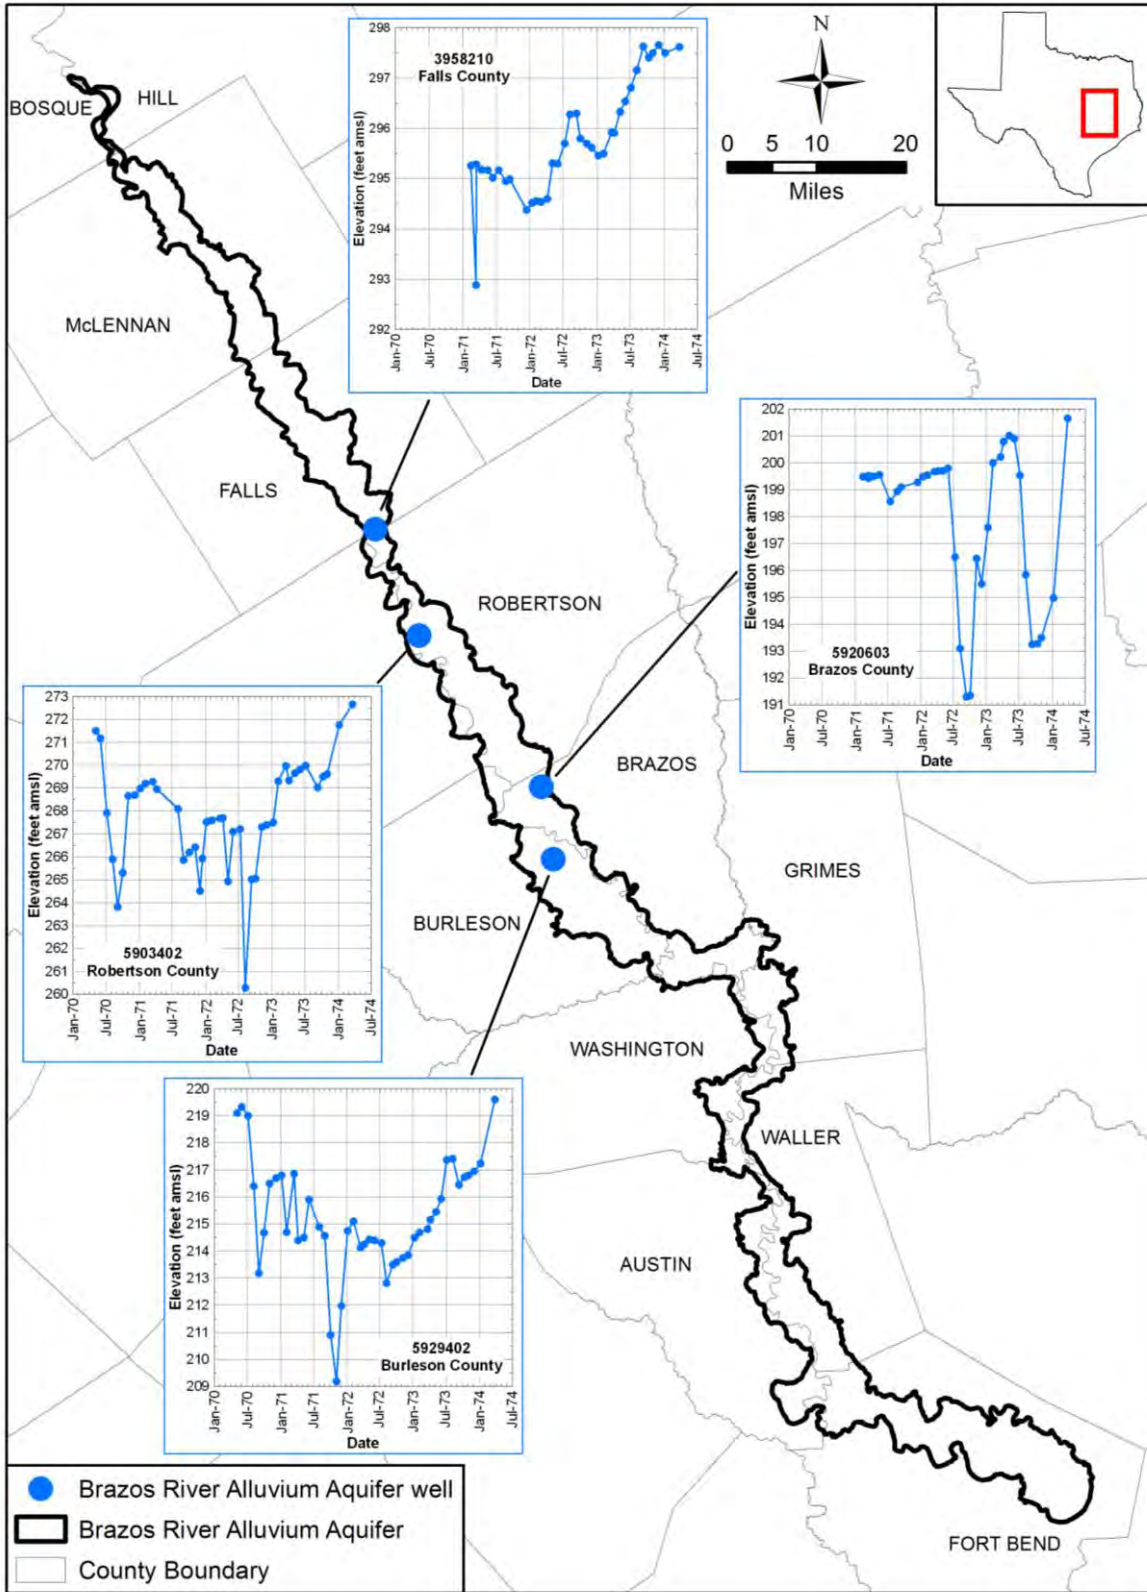 298
297
296
295
294
293
292
Elevation (feet amsl)
3958210
Falls County
Jan-70
Jul-70
Jan-71
Jul-71
Jan-72
Jul-72
Jan-73
Jul-73
Jan-74
Jul-74
Date
N
0 5 10 20
Miles
BOSQUE
HILL
McLENNAN
FALLS
202
201
200
199
198
197
196
195
194
193
192
191
Elevation (feet amsl)
5920603
Brazos County
Jan-70
Jul-70
Jan-71
Jul-71
Jan-72
Jul-72
Jan-73
Jul-73
Jan-74
Jul-74
Date
ROBERTSON
273
272
271
270
269
268
267
266
265
264
263
262
261
260
Elevation (feet amsl)
5903402
Robertson County
Jan-70
Jul-70
Jan-71
Jul-71
Jan-72
Jul-72
Jan-73
Jul-73
Jan-74
Jul-74
Date
BRAZOS
GRIMES
BURLESON
WASHINGTON
220
219
218
217
216
215
214
213
212
211
210
209
Elevation (feet amsl)
5929402
Burleson County
Jan-70
Jul-70
Jan-71
Jul-71
Jan-72
Jul-72
Jan-73
Jul-73
Jan-74
Jul-74
Date
WALLER
AUSTIN
FORT BEND
Brazos River Alluvium Aquifer well
Brazos River Alluvium Aquifer
County Boundary